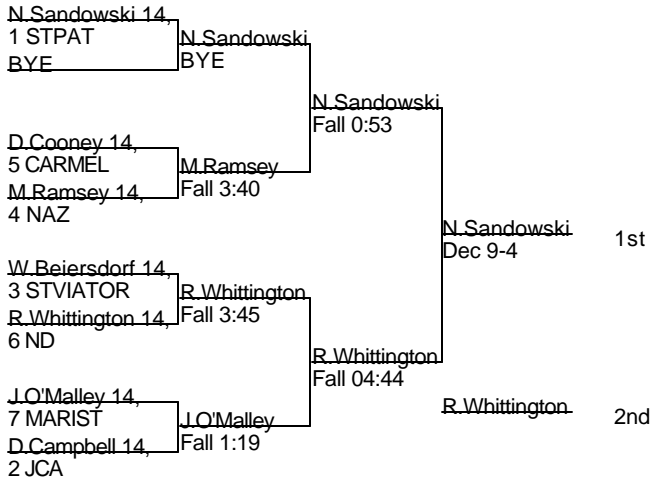 N.Sandowski 14,
1 STPAT
BYE
D.Cooney 14,
5 CARMEL
M.Ramsey 14,
4 NAZ
W.Beiersdorf 14,
3 STVIATOR
R.Whittington 14,
6 ND
J.O'Malley 14,
7 MARIST
D.Campbell 14,
2 JCA
N.Sandowski
BYE
M.Ramsey
Fall 3:40
R.Whittington
Fall 3:45
J.O'Malley
Fall 1:19
N.Sandowski
Fall 0:53
R.Whittington
Fall 04:44
N.Sandowski
Dec 9-4
1st
R.Whittington
2nd